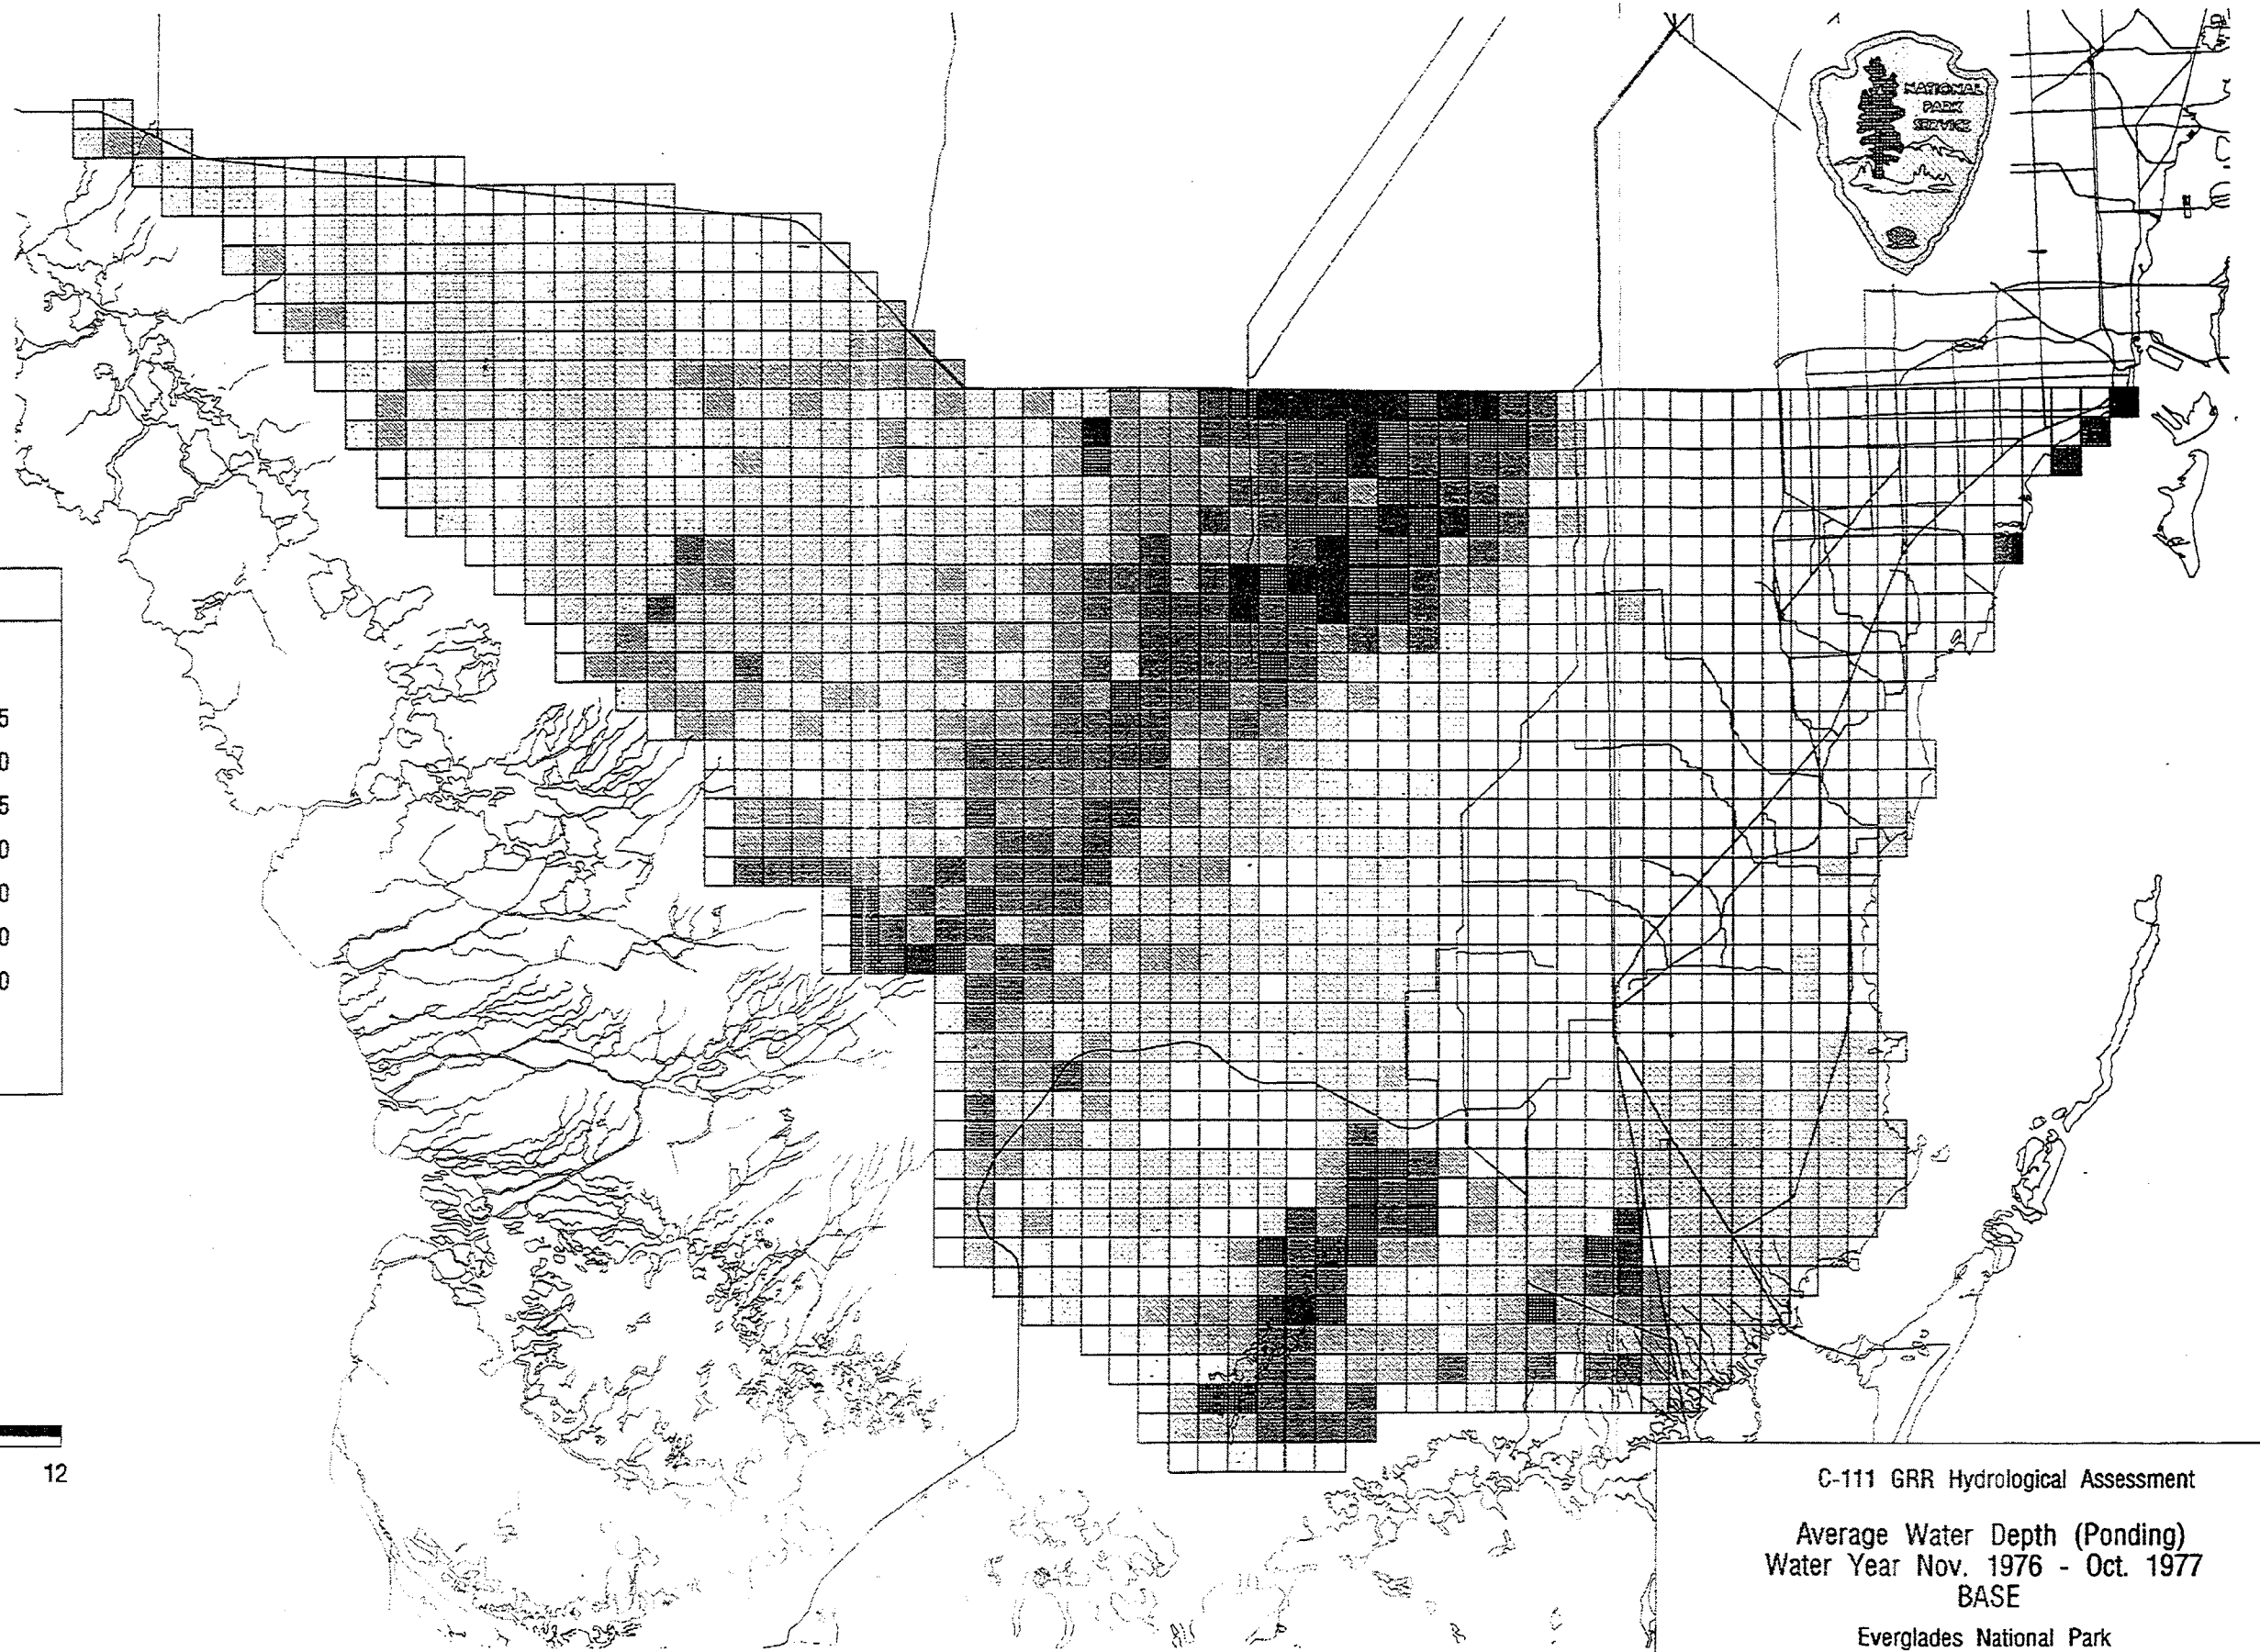 NATIONAL
PARK
SERVICE
5
0
5
0
0
0
0
12
C-111 GRR Hydrological Assessment
Average Water Depth (Ponding)
Water Year Nov. 1976 - Oct. 1977
BASE
Everglades National Park